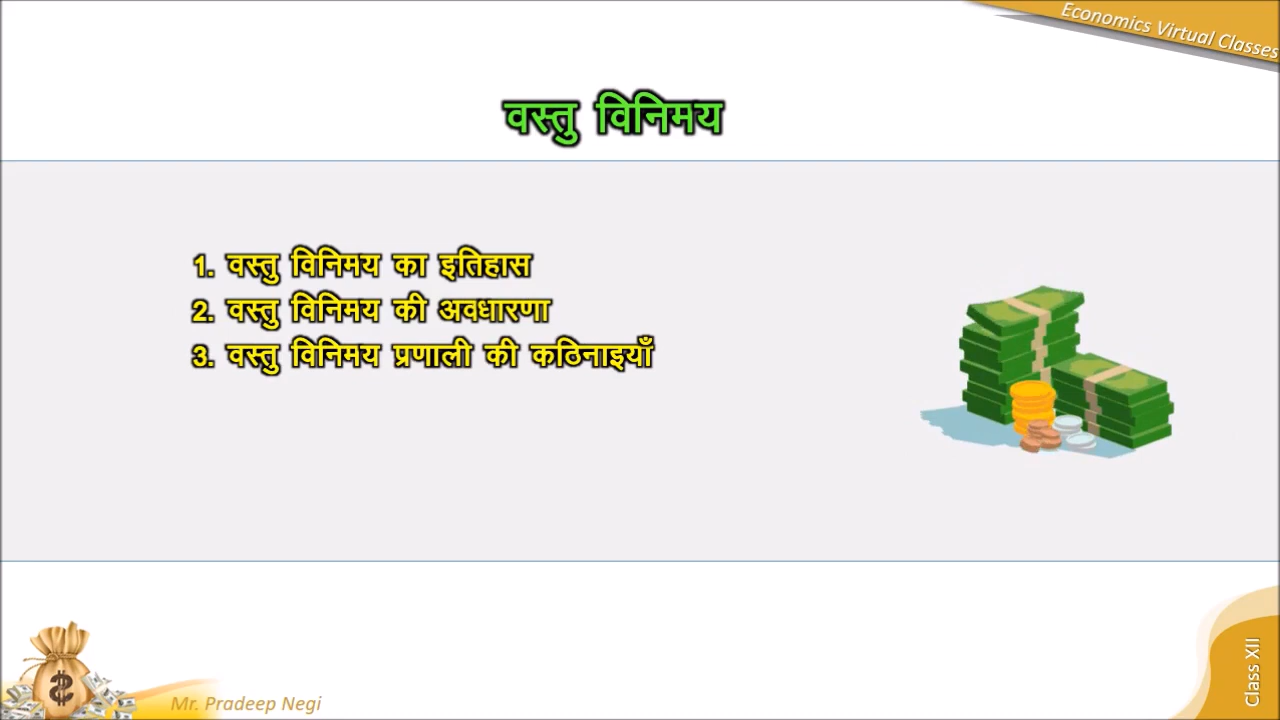 Economics Virtual Classes
वस्तु विनिमय
1. वस्तु विनिमय का इतिहास
2. वस्तु विनिमय की अवधारणा
3. वस्तु विनिमय प्रणाली की कठिनाइयाँ
Mr. Pradeep Negi
Class XII